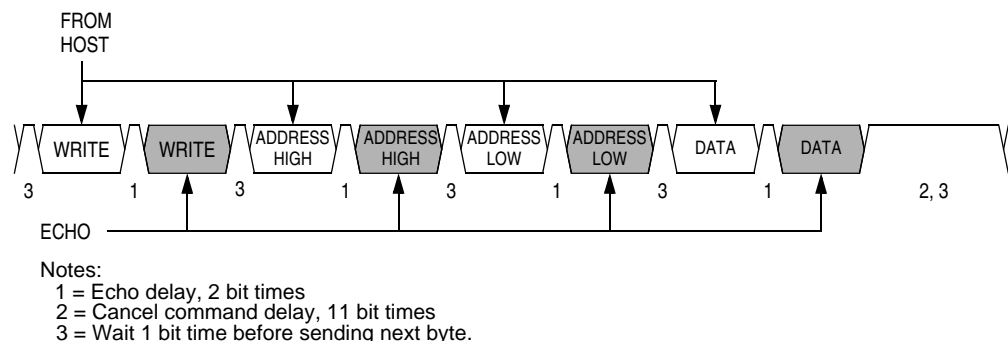 FROM
HOST
WRITE WRITE ADDRESS HIGH ADDRESS HIGH ADDRESS LOW ADDRESS LOW DATA DATA
3 1 3 1 3 1 3 1 2, 3
ECHO
Notes:
1 = Echo delay, 2 bit times
2 = Cancel command delay, 11 bit times
3 = Wait 1 bit time before sending next byte.